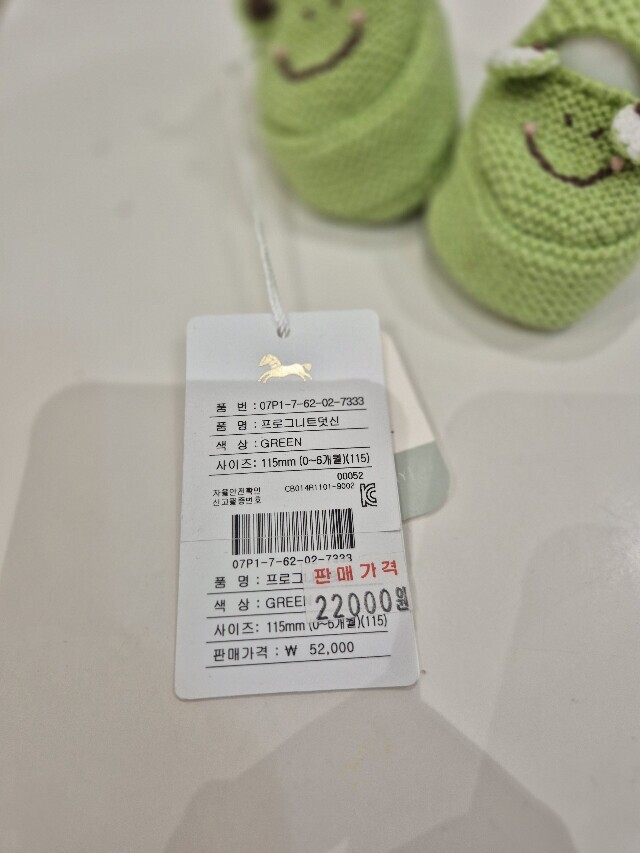 품 번 : 07P1-7-62-02-7333
품 명 : 프로그니트덧신
색 상 : GREEN
사이즈 : 115mm (0~6개월)(115)
00052
자율안전확인 CB014R1101-9002
신고필증번호
07P1-7-62-02-7333
품 명 : 프로그
판매가격
색 상 : GREE
22000원
사이즈: 115mm (0~6개월)(115)
판매가격 : ₩ 52,000